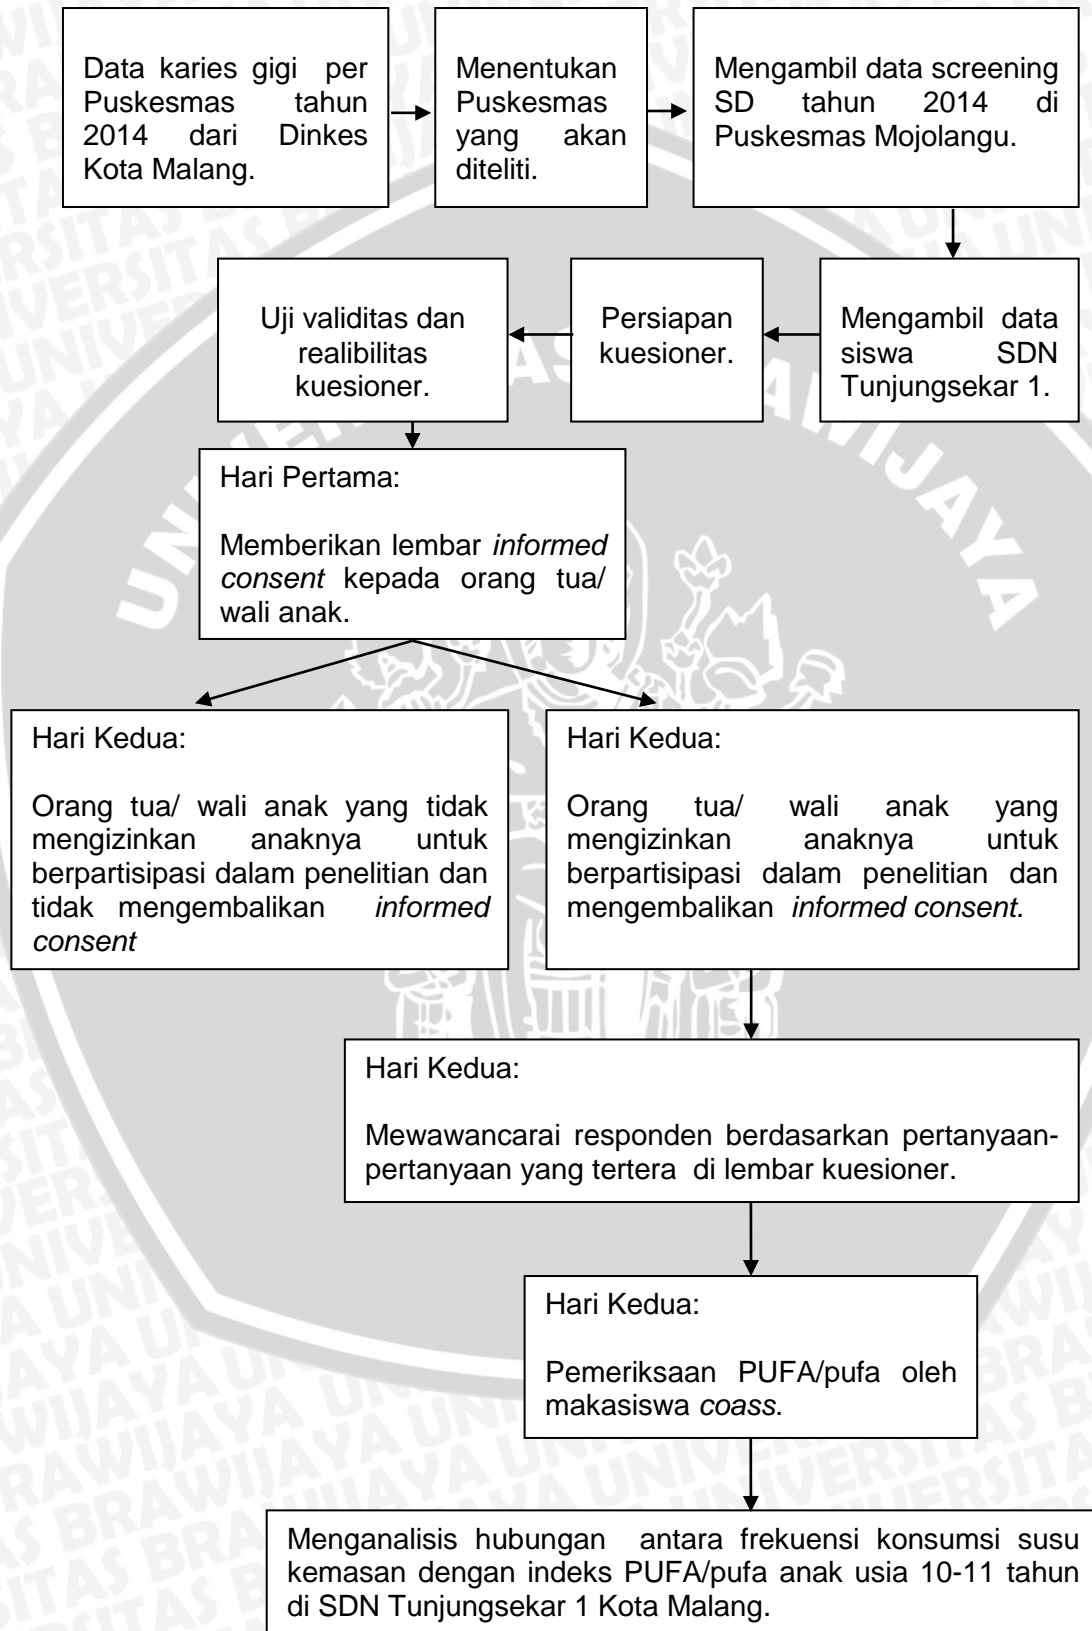 Data karies gigi per
Puskesmas tahun
2014 dari Dinkes
Kota Malang.
Menentukan
Puskesmas
yang akan
diteliti.
Mengambil data screening
SD tahun 2014 di
Puskesmas Mojolangu.
Mengambil data
siswa SDN
Tunjungsekar 1.
Persiapan
kuesioner.
Uji validitas dan
realibilitas
kuesioner.
Hari Pertama:
Memberikan lembar informed
consent kepada orang tua/
wali anak.
Hari Kedua:
Orang tua/ wali anak yang tidak
mengizinkan anaknya untuk
berpartisipasi dalam penelitian dan
tidak mengembalikan informed
consent
Hari Kedua:
Orang tua/ wali anak yang
mengizinkan anaknya untuk
berpartisipasi dalam penelitian dan
mengembalikan informed consent.
Hari Kedua:
Mewawancarai responden berdasarkan pertanyaan-
pertanyaan yang tertera di lembar kuesioner.
Hari Kedua:
Pemeriksaan PUFA/pufa oleh
makasiswa coass.
Menganalisis hubungan antara frekuensi konsumsi susu
kemasan dengan indeks PUFA/pufa anak usia 10-11 tahun
di SDN Tunjungsekar 1 Kota Malang.